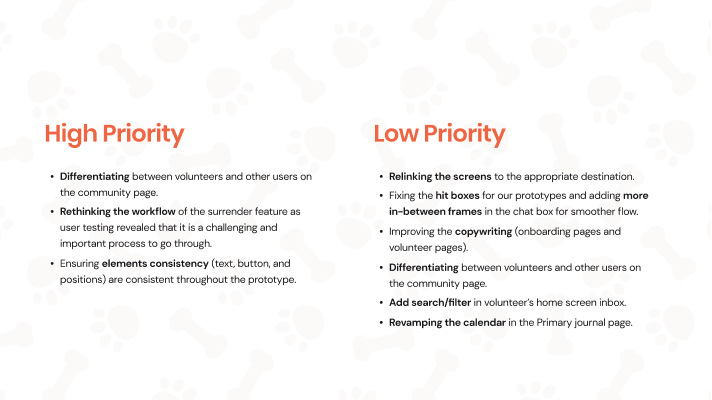 High Priority
• Differentiating between volunteers and other users on
the community page.
• Rethinking the workflow of the surrender feature as
user testing revealed that it is a challenging and
important process to go through.
• Ensuring elements consistency (text, button, and
positions) are consistent throughout the prototype.
Low Priority
• Relinking the screens to the appropriate destination.
• Fixing the hit boxes for our prototypes and adding more
in-between frames in the chat box for smoother flow.
• Improving the copywriting (onboarding pages and
volunteer pages).
• Differentiating between volunteers and other users on
the community page.
• Add search/filter in volunteer's home screen inbox.
• Revamping the calendar in the Primary journal page.